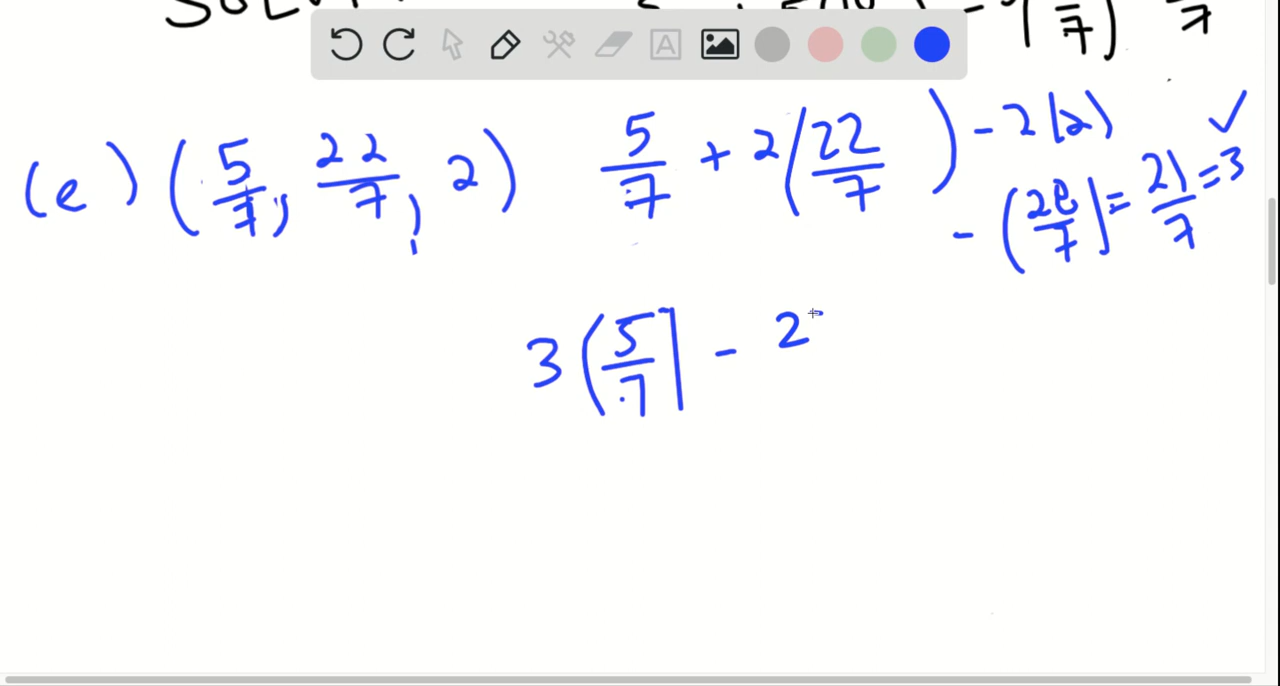 (e) (5/7, 22/7, 2) 5/7 + 2(22/7) - 2(2) ✓
- (28/7) = 21/7 = 3
3(5/7) - 2